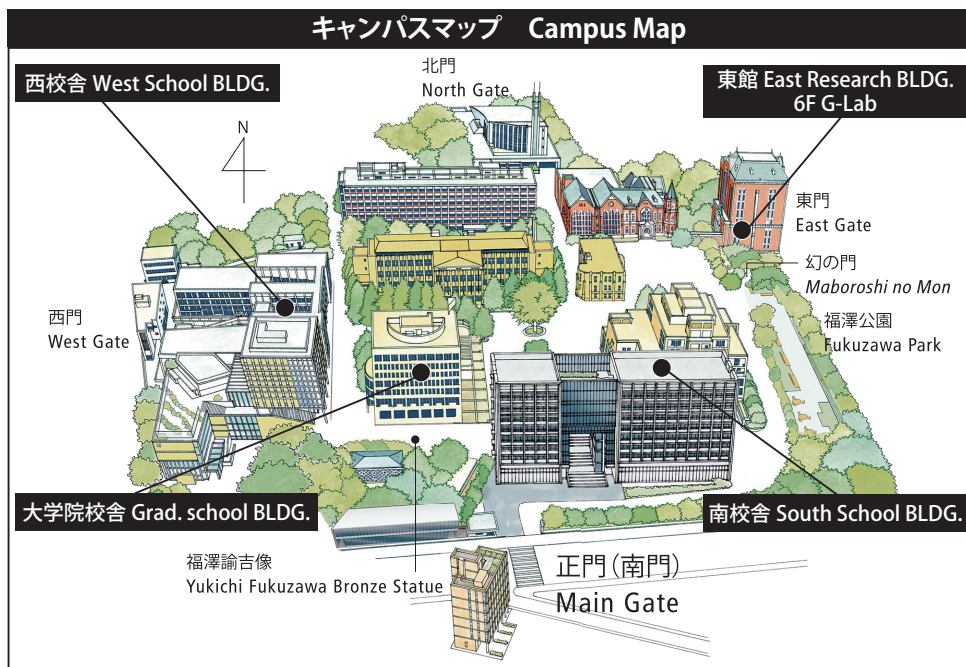 キャンパスマップ Campus Map
北門
North Gate
西校舎 West School BLDG.
東館 East Research BLDG.
6F G-Lab
N
東門
East Gate
幻の門
Maboroshi no Mon
西門
West Gate
福澤公園
Fukuzawa Park
大学院校舎 Grad. school BLDG.
南校舎 South School BLDG.
福澤諭吉像
Yukichi Fukuzawa Bronze Statue
正門(南門)
Main Gate